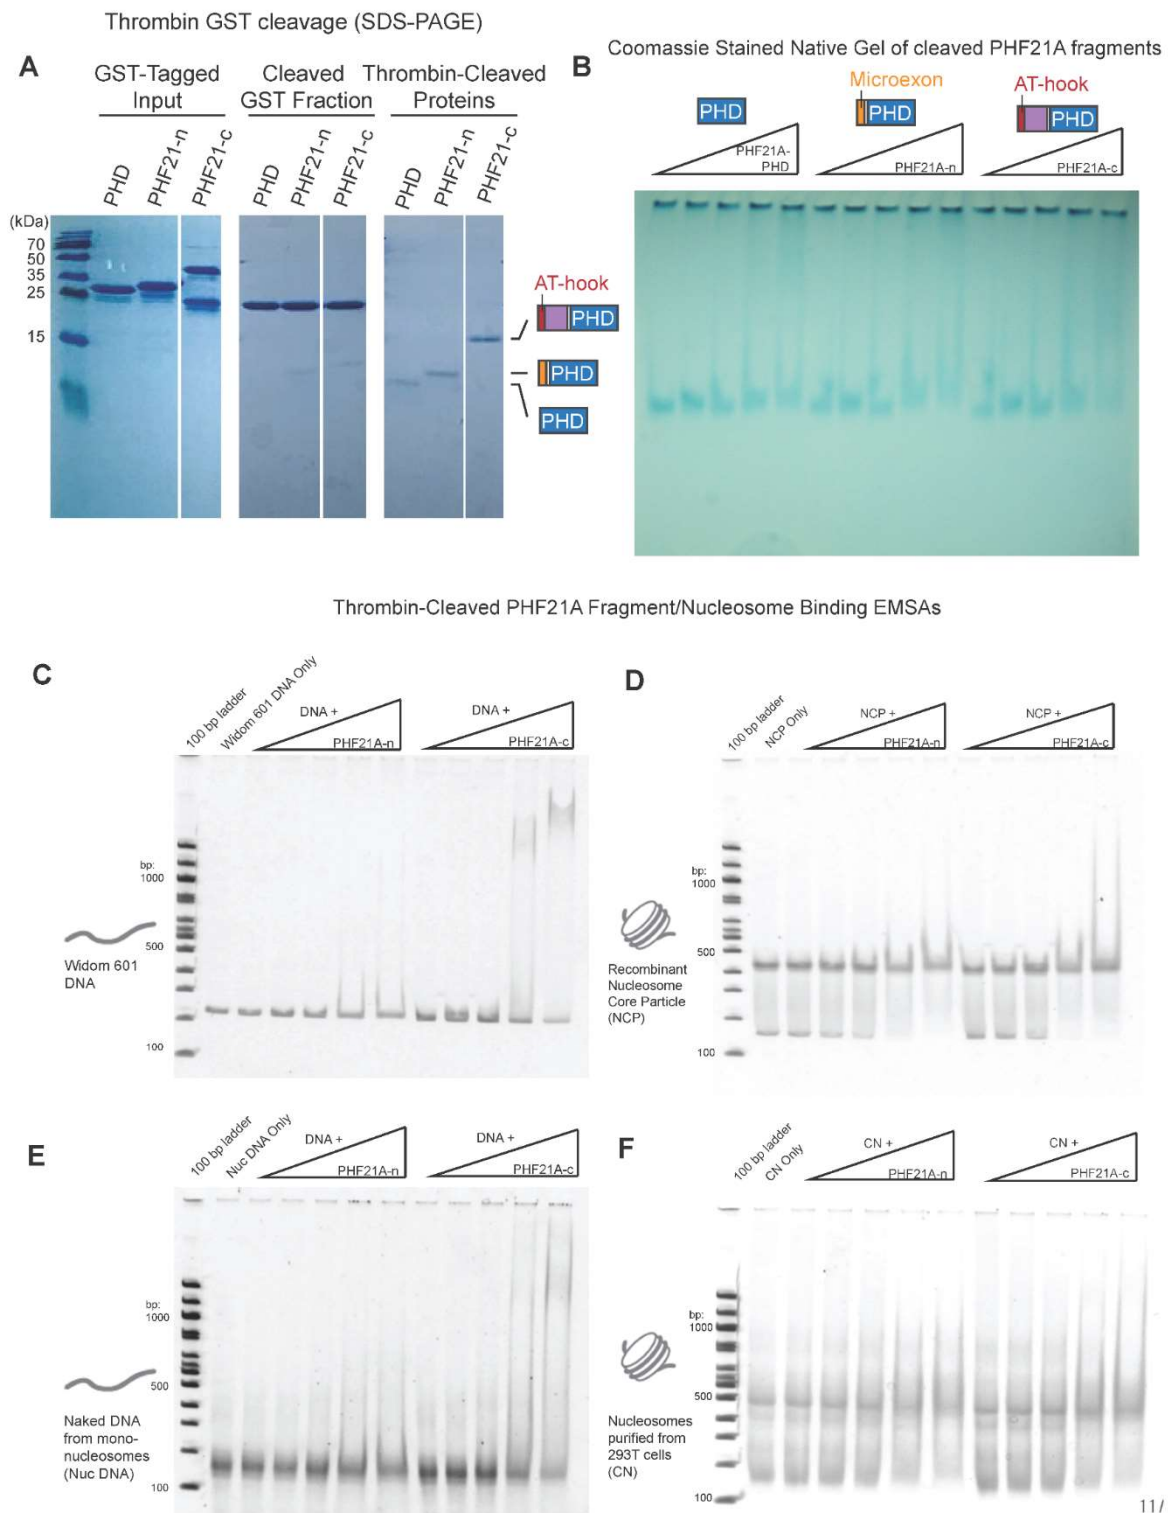 Thrombin GST cleavage (SDS-PAGE)
A
GST-Tagged
Input
Cleaved
GST Fraction
Thrombin-Cleaved
Proteins
PHD
PHF21-n
PHF21-c
PHD
PHF21-n
PHF21-c
PHD
PHF21-n
PHF21-c
(kDa)
70
50
35
25
15
AT-hook
PHD
PHD
PHD
Coomassie Stained Native Gel of cleaved PHF21A fragments
B
PHD
Microexon
PHD
AT-hook
PHD
PHF21A-
PHD
PHF21A-n
PHF21A-c
Thrombin-Cleaved PHF21A Fragment/Nucleosome Binding EMSAs
C
100 bp ladder
Widom 601 DNA Only
DNA +
PHF21A-n
DNA +
PHF21A-c
bp:
1000
500
100
Widom 601
DNA
D
100 bp ladder
NCP Only
NCP +
PHF21A-n
NCP +
PHF21A-c
bp:
1000
500
100
Recombinant
Nucleosome
Core Particle
(NCP)
E
100 bp ladder
Nuc DNA Only
DNA +
PHF21A-n
DNA +
PHF21A-c
bp:
1000
500
100
Naked DNA
from mono-
nucleosomes
(Nuc DNA)
F
100 bp ladder
CN Only
CN +
PHF21A-n
CN +
PHF21A-c
bp:
1000
500
100
Nucleosomes
purified from
293T cells
(CN)
11/